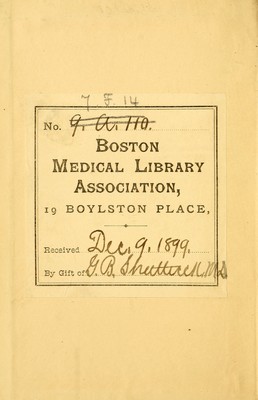 7. F. 14
No. 9. A. 110.
BOSTON
MEDICAL LIBRARY
ASSOCIATION,
19 BOYLSTON PLACE,
Received Dec. 9. 1899.
By Gift of G. B. Shattuck, M.D.